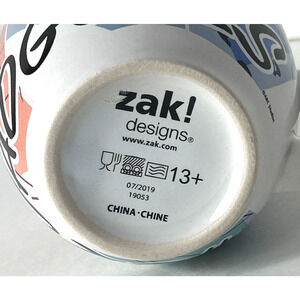 zak!
designs®
www.zak.com
13+
07/2019
19053
CHINA · CHINE